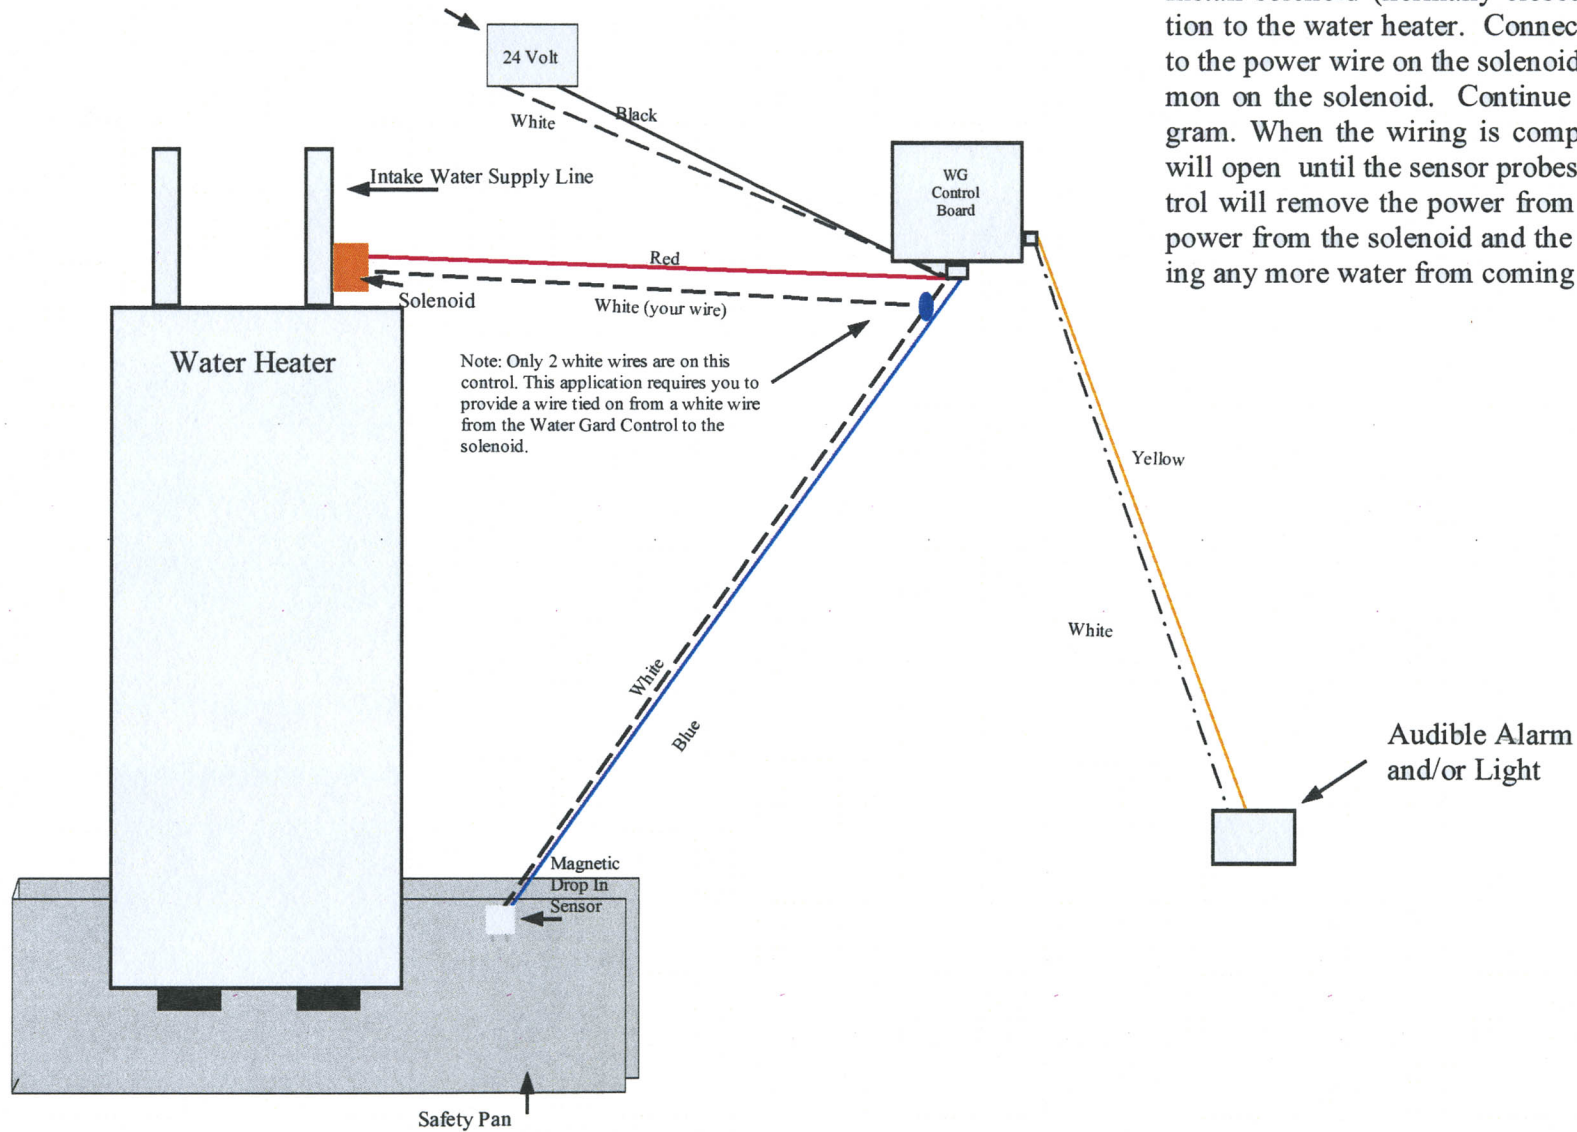 tion to the water heater. Connec
to the power wire on the solenoid
mon on the solenoid. Continue
gram. When the wiring is comp
will open until the sensor probes
trol will remove the power from
power from the solenoid and the
ing any more water from coming
24 Volt
Black
White
WG
Control
Board
Intake Water Supply Line
Red
Solenoid
White (your wire)
Water Heater
Note: Only 2 white wires are on this
control. This application requires you to
provide a wire tied on from a white wire
from the Water Gard Control to the
solenoid.
Yellow
White
White
Blue
Audible Alarm
and/or Light
Magnetic
Drop In
Sensor
Safety Pan